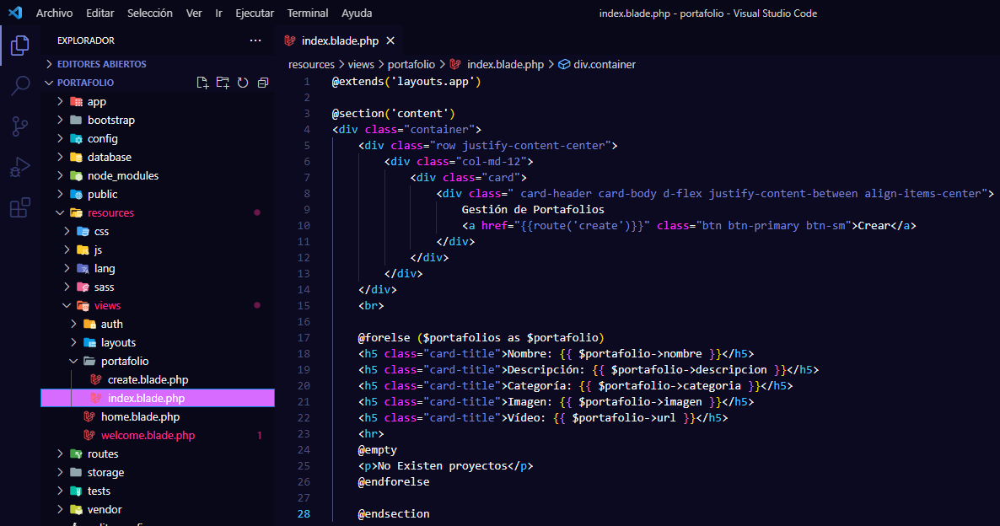 Archivo Editar Selección Ver Ir Ejecutar Terminal Ayuda
index.blade.php - portafolio - Visual Studio Code
EXPLORADOR
EDITORES ABIERTOS
PORTAFOLIO
app
bootstrap
config
database
node_modules
public
resources
css
js
lang
sass
views
auth
layouts
portafolio
create.blade.php
index.blade.php
home.blade.php
welcome.blade.php 1
routes
storage
tests
vendor
index.blade.php
resources > views > portafolio > index.blade.php > div.container
1 @extends('layouts.app')
2
3 @section('content')
4 <div class="container">
5 <div class="row justify-content-center">
6 <div class="col-md-12">
7 <div class="card">
8 <div class=" card-header card-body d-flex justify-content-between align-items-center">
9 Gestión de Portafolios
10 <a href="{{route('create')}}" class="btn btn-primary btn-sm">Crear</a>
11 </div>
12 </div>
13 </div>
14 </div>
15 <br>
16
17 @forelse ($portafolios as $portafolio)
18 <h5 class="card-title">Nombre: {{ $portafolio->nombre }}</h5>
19 <h5 class="card-title">Descripción: {{ $portafolio->descripcion }}</h5>
20 <h5 class="card-title">Categoría: {{ $portafolio->categoria }}</h5>
21 <h5 class="card-title">Imagen: {{ $portafolio->imagen }}</h5>
22 <h5 class="card-title">Vídeo: {{ $portafolio->url }}</h5>
23 <hr>
24 @empty
25 <p>No Existen proyectos</p>
26 @endforelse
27
28 @endsection